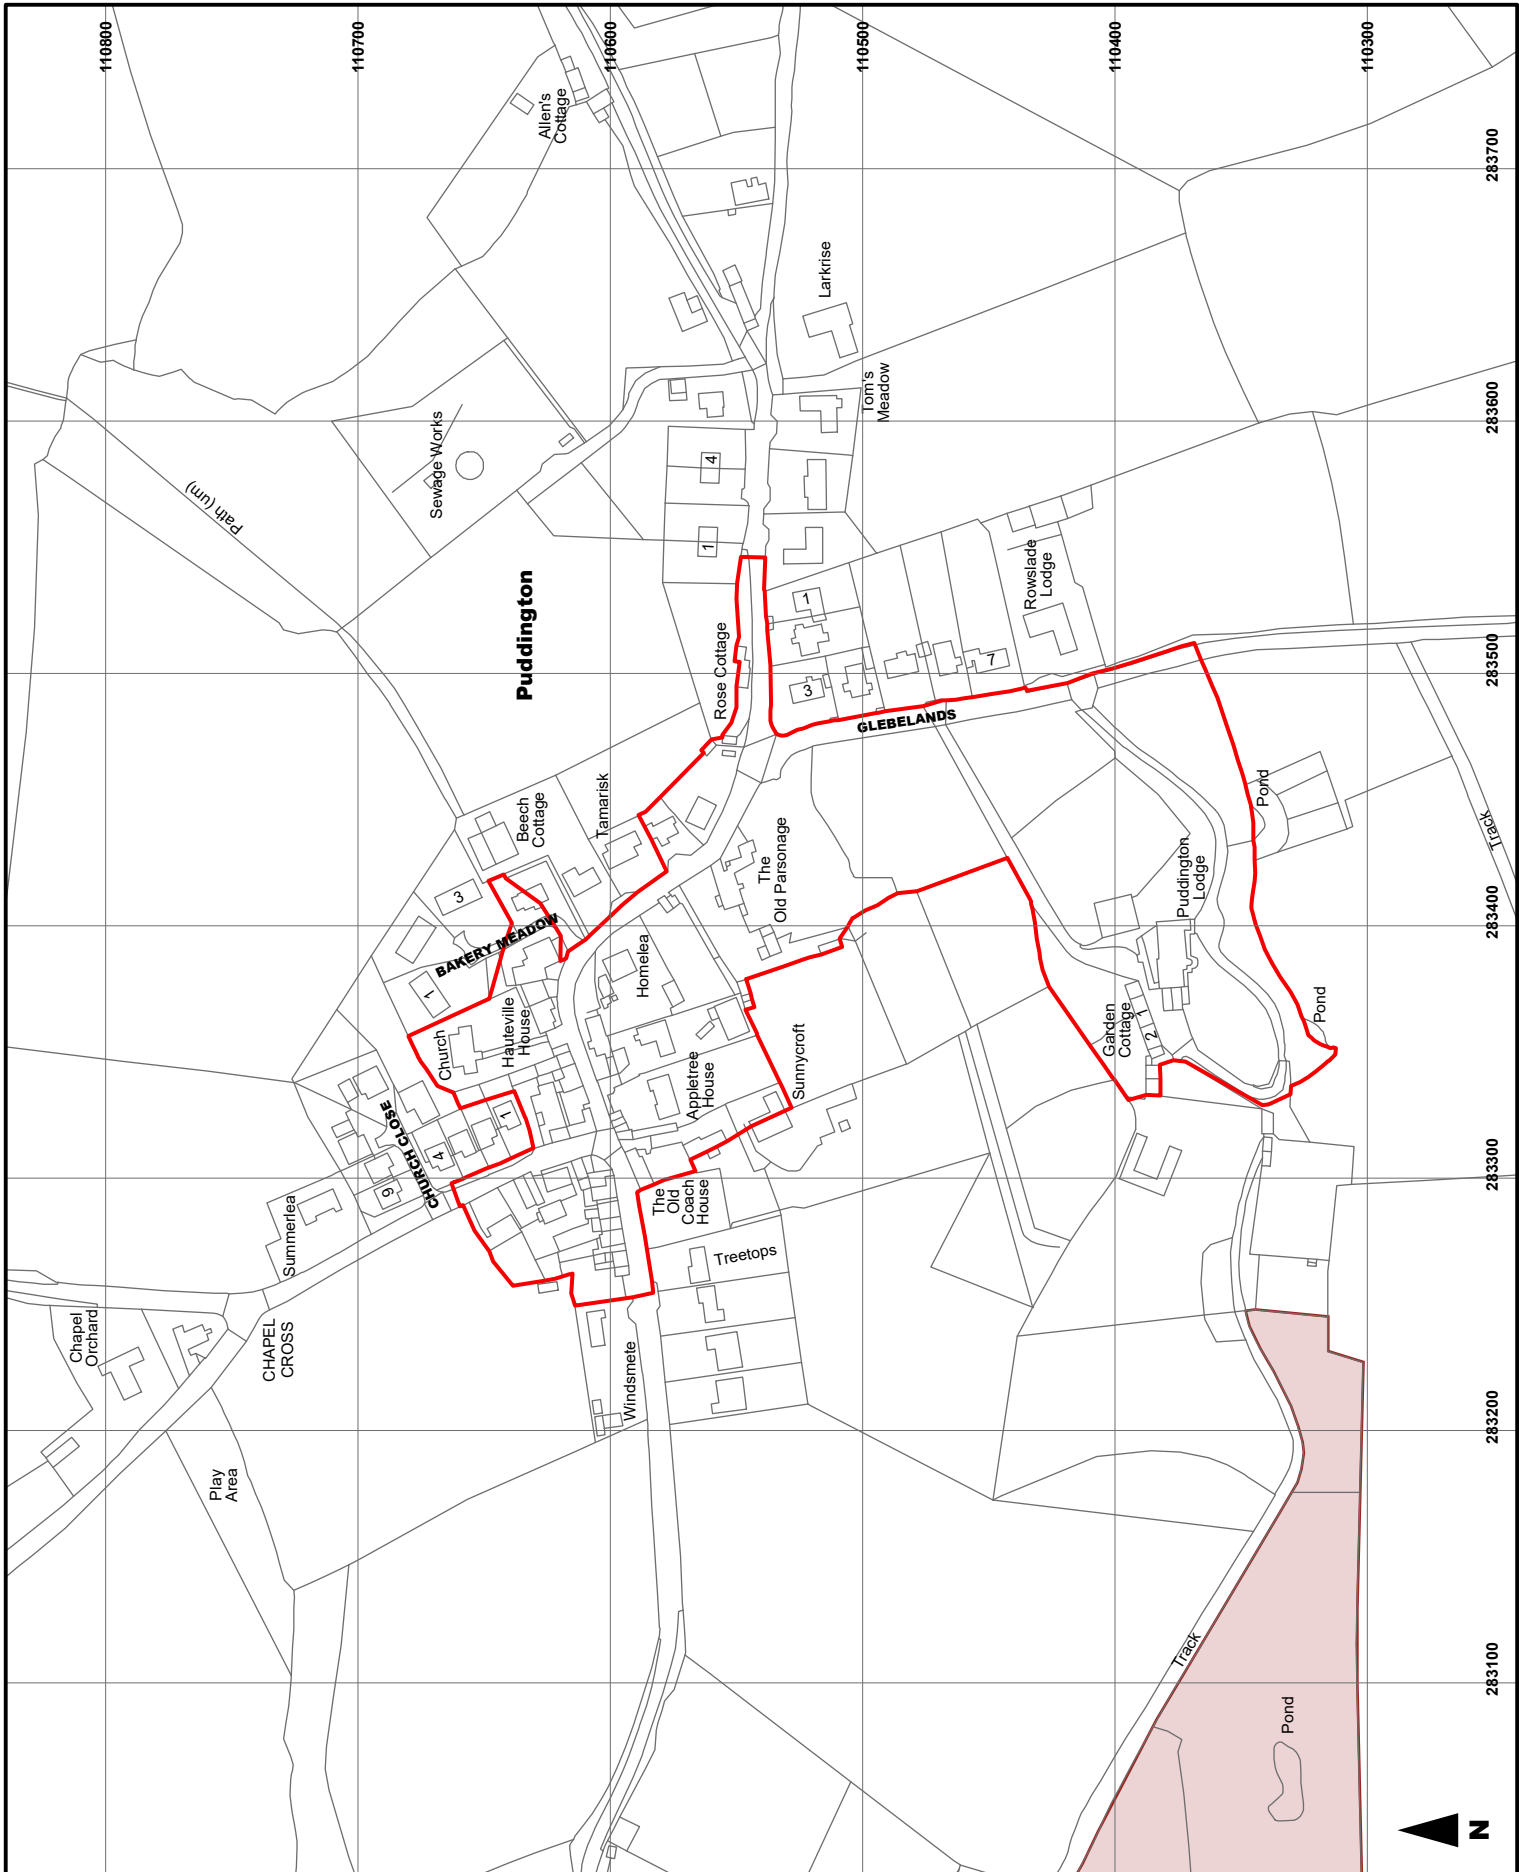 110800
110700
110600
110500
110400
110300
283700
283600
283500
283400
283300
283200
283100
Allen's
Cottage
Larkrise
Tom's
Meadow
Sewage Works
Path (um)
4
1
Puddington
Rose Cottage
1
3
7
Rowslade
Lodge
GLEBELANDS
Beech
Cottage
Tamarisk
3
BAKERY MEADOW
1
The
Old Parsonage
Homelea
Pond
Track
Puddington
Lodge
Garden
Cottage
1
2
Pond
Church
Hauteville
House
Appletree
House
Sunnycroft
CHURCH CLOSE
1
4
9
Summerlea
The
Old
Coach
House
Treetops
Windsmete
Chapel
Orchard
CHAPEL
CROSS
Play
Area
Track
Pond
N